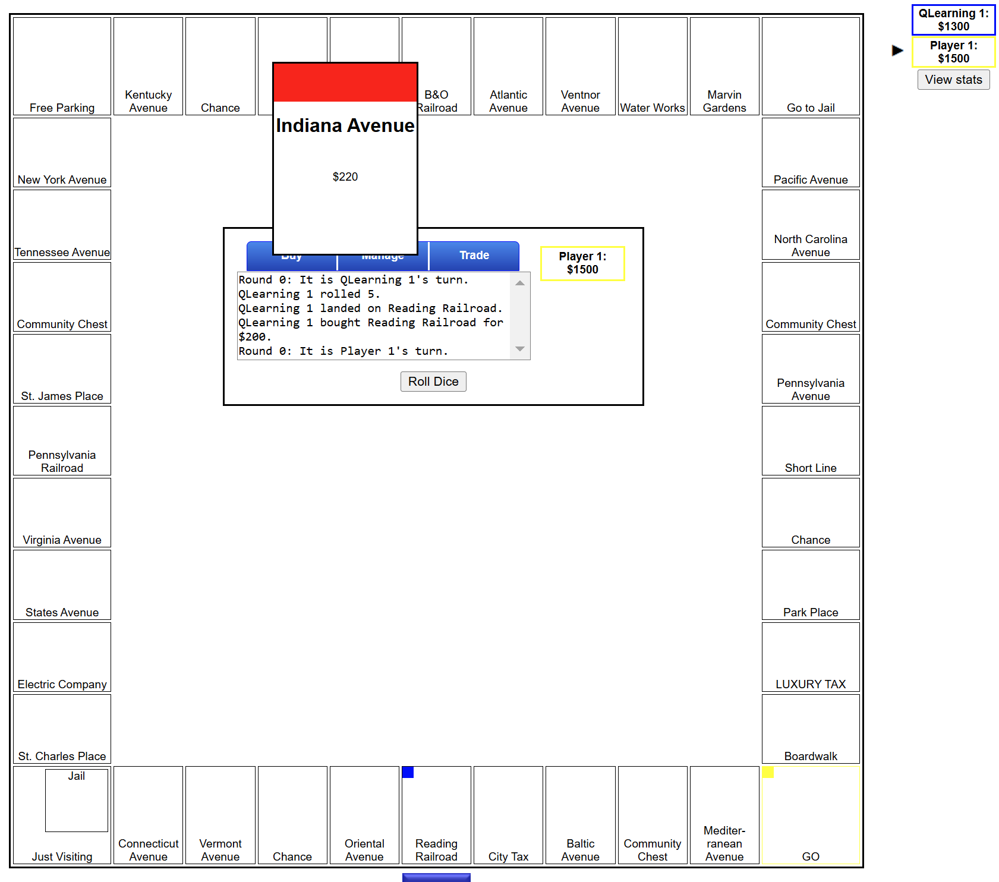 QLearning 1:
$1300
Player 1:
$1500
View stats
Free Parking
Kentucky
Avenue
Chance
B&O
Railroad
Atlantic
Avenue
Ventnor
Avenue
Water Works
Marvin
Gardens
Go to Jail
Indiana Avenue
$220
New York Avenue
Tennessee Avenue
Community Chest
St. James Place
Pennsylvania
Railroad
Virginia Avenue
States Avenue
Electric Company
St. Charles Place
Pacific Avenue
North Carolina
Avenue
Community Chest
Pennsylvania
Avenue
Short Line
Chance
Park Place
LUXURY TAX
Boardwalk
Buy
Manage
Trade
Player 1:
$1500
Round 0: It is QLearning 1's turn.
QLearning 1 rolled 5.
QLearning 1 landed on Reading Railroad.
QLearning 1 bought Reading Railroad for
$200.
Round 0: It is Player 1's turn.
Roll Dice
Jail
Just Visiting
Connecticut
Avenue
Vermont
Avenue
Chance
Oriental
Avenue
Reading
Railroad
City Tax
Baltic
Avenue
Community
Chest
Mediter-
ranean
Avenue
GO